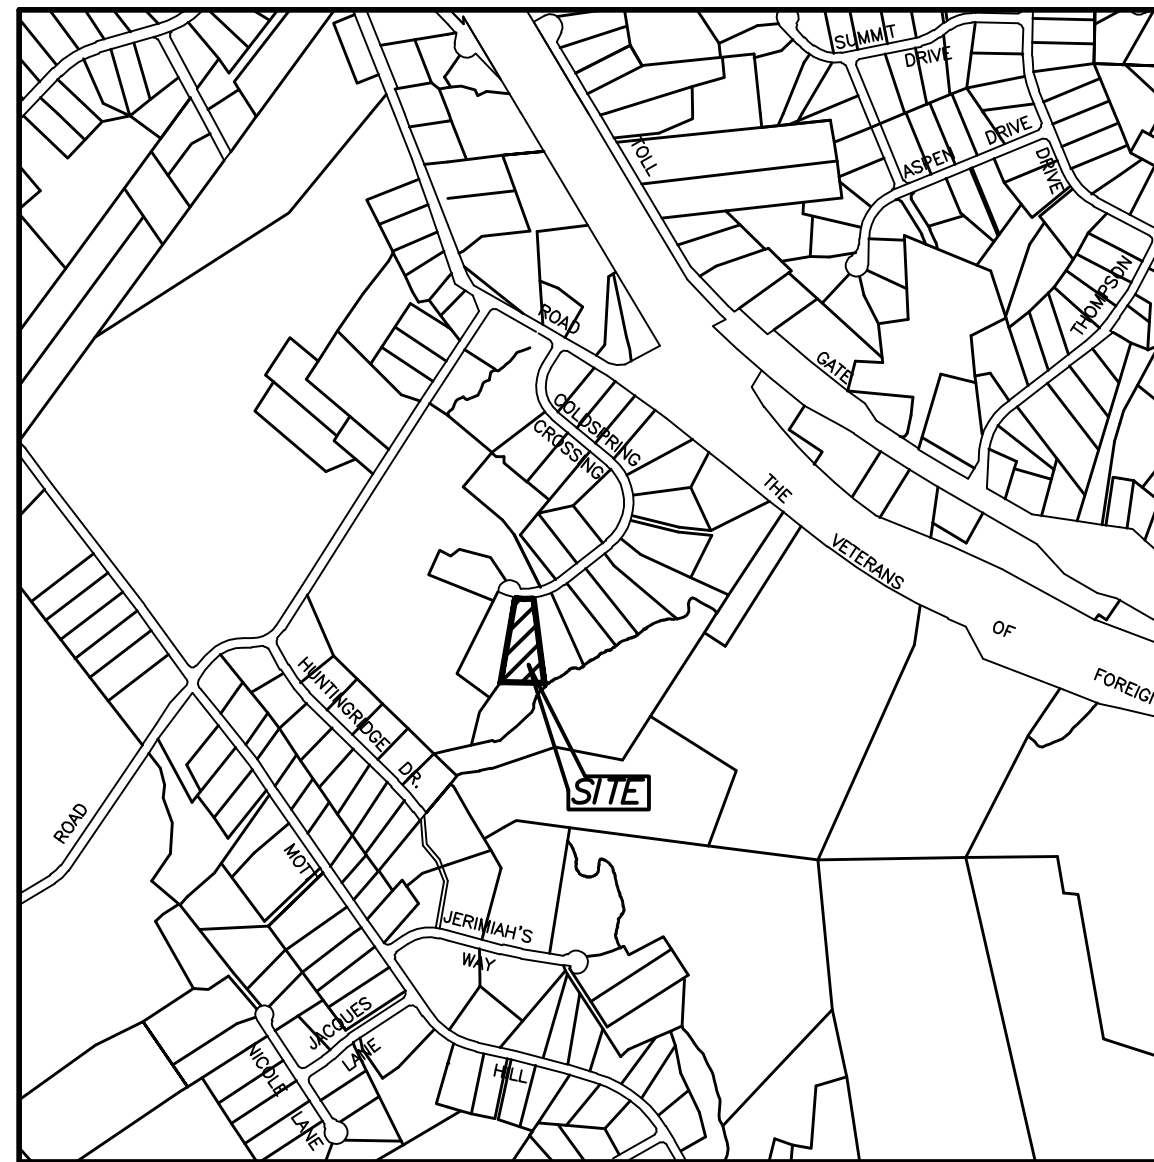 SUMMIT
DRIVE
TOLL
ASPEN
DRIVE
DRIVE
THOMPSON
ROAD
GATE
COLDSPRING
CROSSING
THE
VETERANS
OF
FOREIGN
HUNTINGRIDGE
DR.
SITE
ROAD
MOTT
JERIMIAH'S
WAY
JACQUES
LANE
NICOLE
LANE
HILL